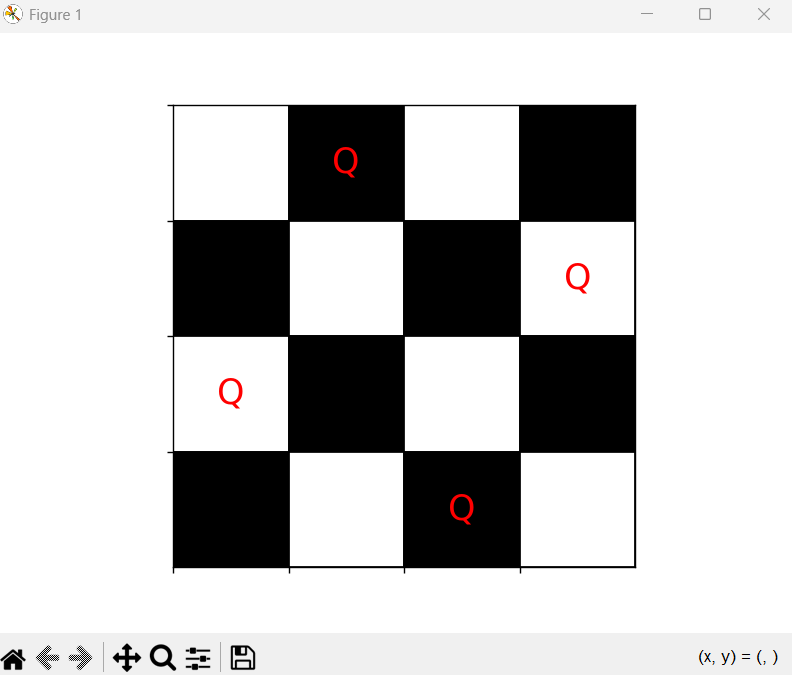 Figure 1
Q
Q
Q
Q
(x, y) = (, )